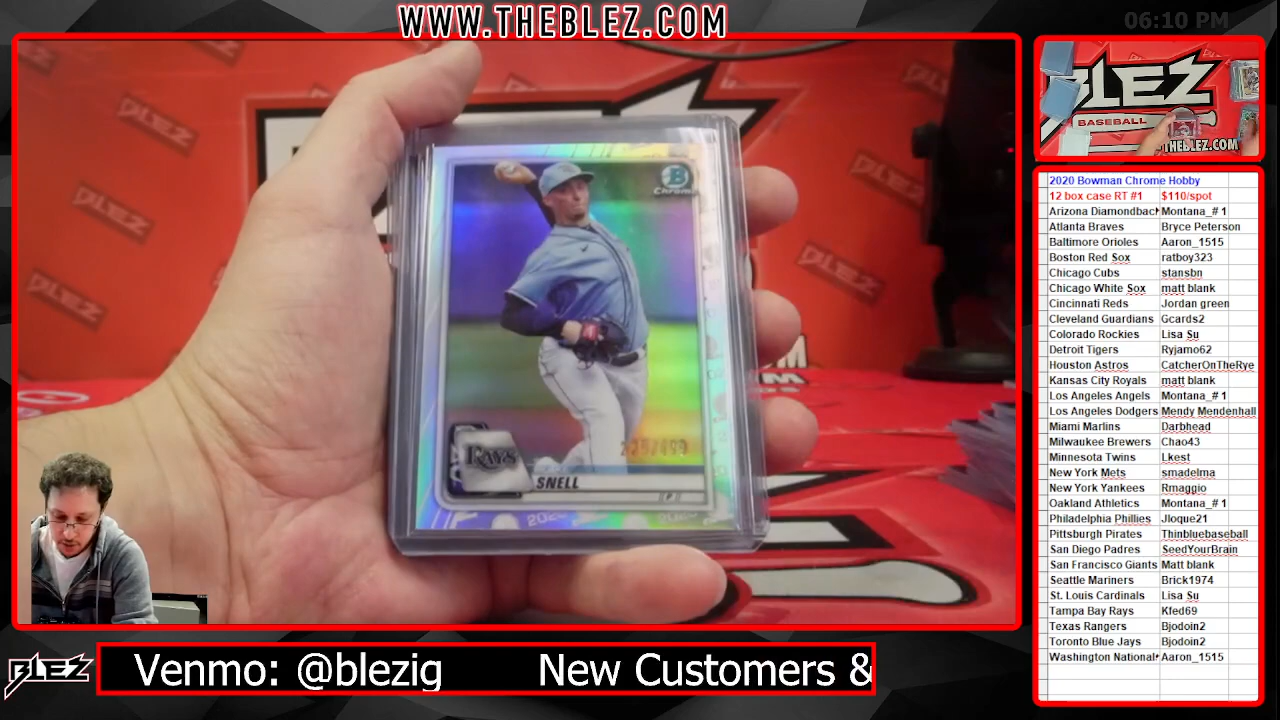 WWW.THEBLEZ.COM
06:10 PM
BLEZ
BASEBALL
THEBLEZ.COM
BLEZ
BLEZ
B
Chrome
RAYS
SNELL
P
2020
2020 Bowman Chrome Hobby
12 box case RT #1 $110/spot
Arizona Diamondback Montana_# 1
Atlanta Braves Bryce Peterson
Baltimore Orioles Aaron_1515
Boston Red Sox ratboy323
Chicago Cubs stansbn
Chicago White Sox matt blank
Cincinnati Reds Jordan green
Cleveland Guardians Gcards2
Colorado Rockies Lisa Su
Detroit Tigers Ryjamo62
Houston Astros CatcherOnTheRye
Kansas City Royals matt blank
Los Angeles Angels Montana_# 1
Los Angeles Dodgers Mendy Mendenhall
Miami Marlins Darbhead
Milwaukee Brewers Chao43
Minnesota Twins Lkest
New York Mets smadelma
New York Yankees Rmaggio
Oakland Athletics Montana_# 1
Philadelphia Phillies Jloque21
Pittsburgh Pirates Thinbluebaseball
San Diego Padres SeedYourBrain
San Francisco Giants Matt blank
Seattle Mariners Brick1974
St. Louis Cardinals Lisa Su
Tampa Bay Rays Kfed69
Texas Rangers Bjodoin2
Toronto Blue Jays Bjodoin2
Washington National Aaron_1515
BLEZ
Venmo: @blezig New Customers &